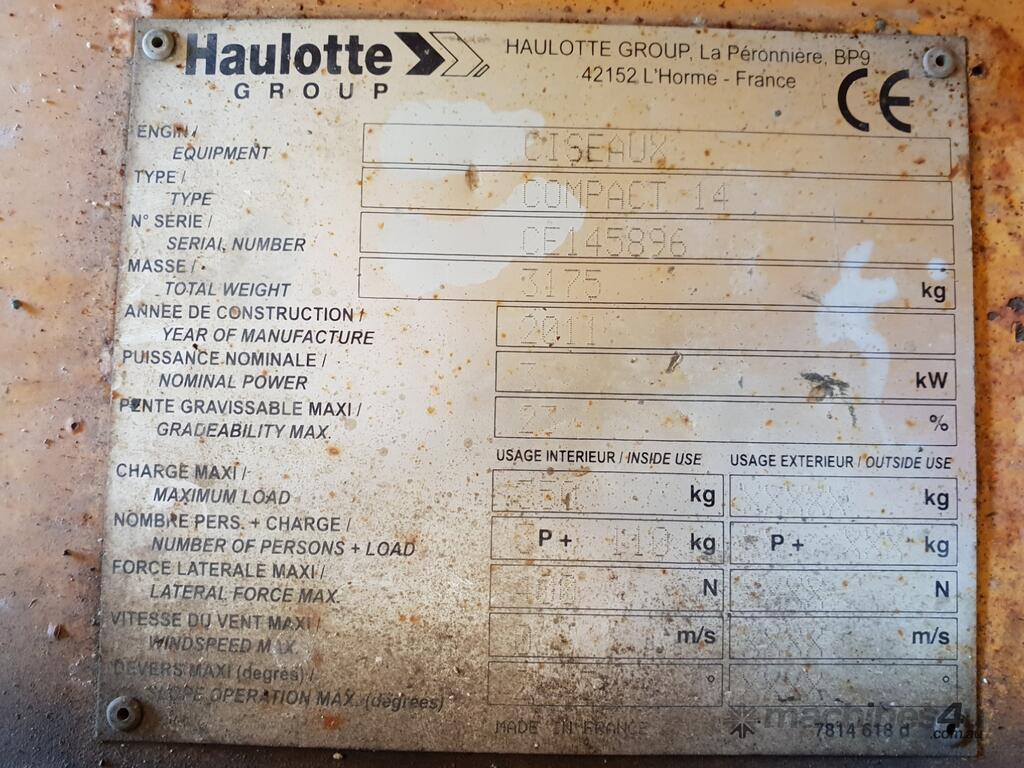 Haulotte
GROUP
HAULOTTE GROUP, La Péronnière, BP9
42152 L'Horme - France
CE
ENGIN /
EQUIPMENT
CISEAUX
TYPE /
TYPE
COMPACT 14
N° SERIE /
SERIAL NUMBER
CE145896
MASSE /
TOTAL WEIGHT
3175 kg
ANNEE DE CONSTRUCTION /
YEAR OF MANUFACTURE
2011
PUISSANCE NOMINALE /
NOMINAL POWER
kW
PENTE GRAVISSABLE MAXI /
GRADEABILITY MAX.
%
USAGE INTERIEUR / INSIDE USE USAGE EXTERIEUR / OUTSIDE USE
CHARGE MAXI /
MAXIMUM LOAD
kg kg
NOMBRE PERS. + CHARGE /
NUMBER OF PERSONS + LOAD
P + 110 kg P + kg
FORCE LATERALE MAXI /
LATERAL FORCE MAX.
N N
VITESSE DU VENT MAXI /
WINDSPEED MAX.
m/s m/s
DEVERS MAXI (degrés) /
SLOPE OPERATION MAX. (degrees)
° °
MADE IN FRANCE 7814 618 d
machines4u
.com.au